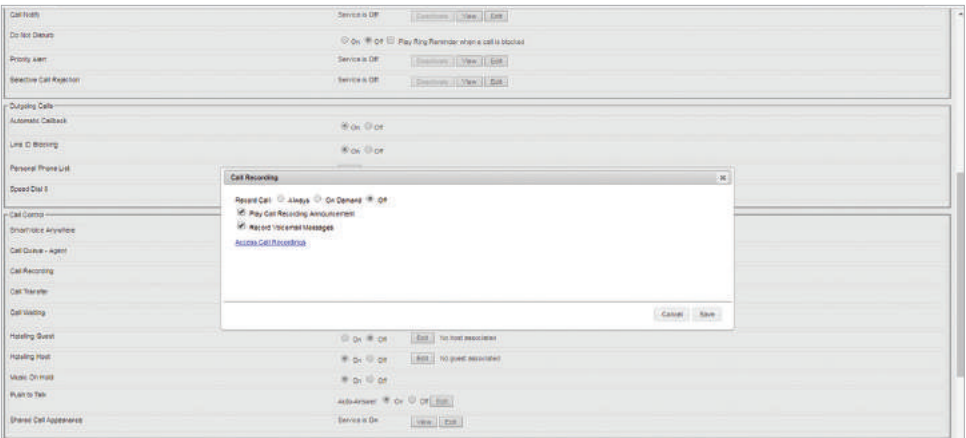 Call Notify Service is Off Deactivate View Edit
Do Not Disturb On Off Play Ring Reminder when a call is blocked
Priority Alert Service is Off Deactivate View Edit
Selective Call Rejection Service is Off Deactivate View Edit
Outgoing Calls
Automatic Callback On Off
Line ID Blocking On Off
Personal Phone List
Speed Dial 8
Call Recording
Record Call Always On Demand Off
Play Call Recording Announcement
Record Voicemail Messages
Access Call Recordings
Cancel Save
Call Control
SmartVoice Anywhere
Call Queue - Agent
Call Recording
Call Transfer
Call Waiting
Hoteling Guest On Off Edit No host associated
Hoteling Host On Off Edit No guest associated
Music On Hold On Off
Push to Talk Auto-Answer On Off Edit
Shared Call Appearance Service is On View Edit